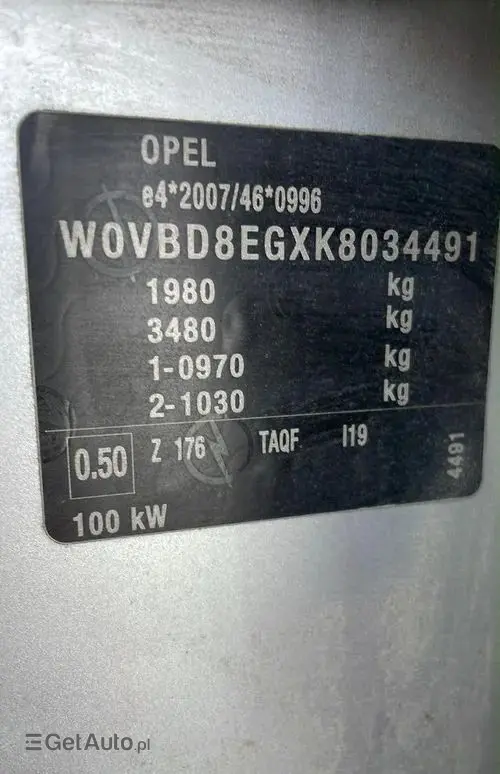 OPEL
e4*2007/46*0996
W0VBD8EGXK8034491
1980 kg
3480 kg
1-0970 kg
2-1030 kg
0.50 Z 176 TAQF I19 4491
100 kW
GetAuto.pl